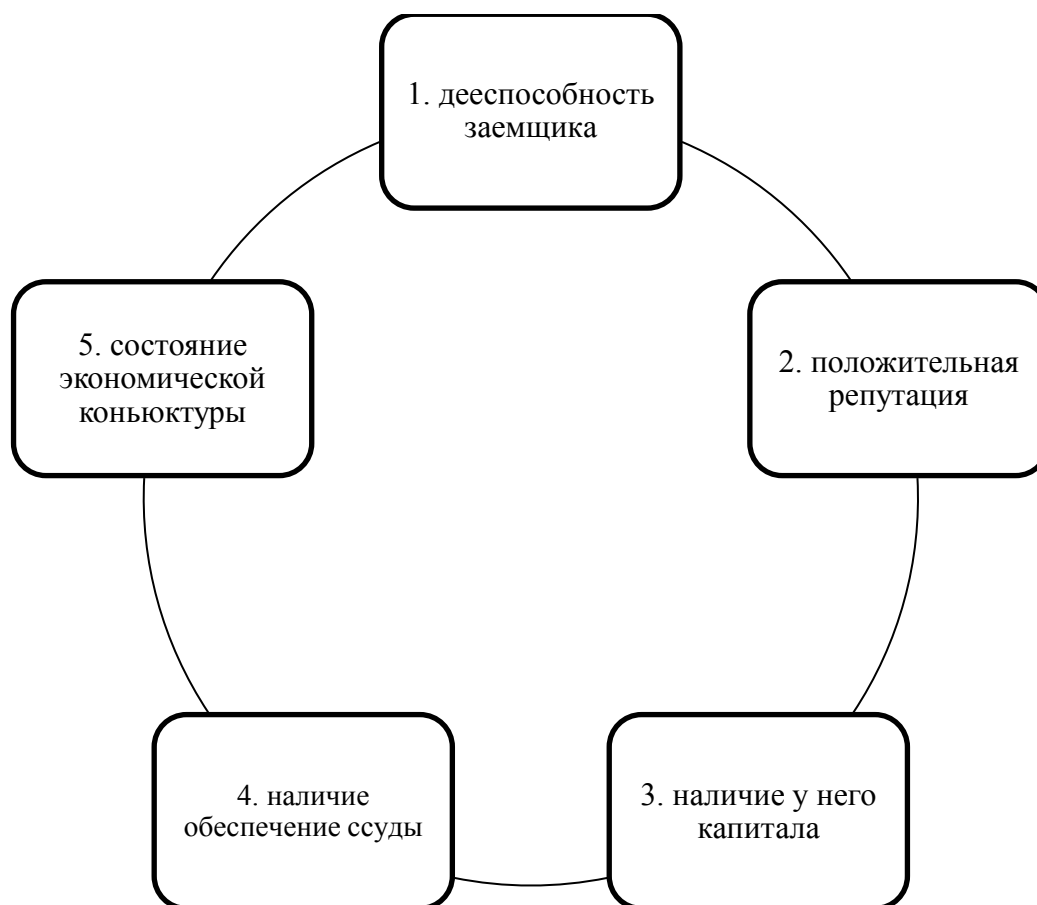 1. дееспособность
заемщика
2. положительная
репутация
3. наличие у него
капитала
4. наличие
обеспечение ссуды
5. состояние
экономической
коньюктуры